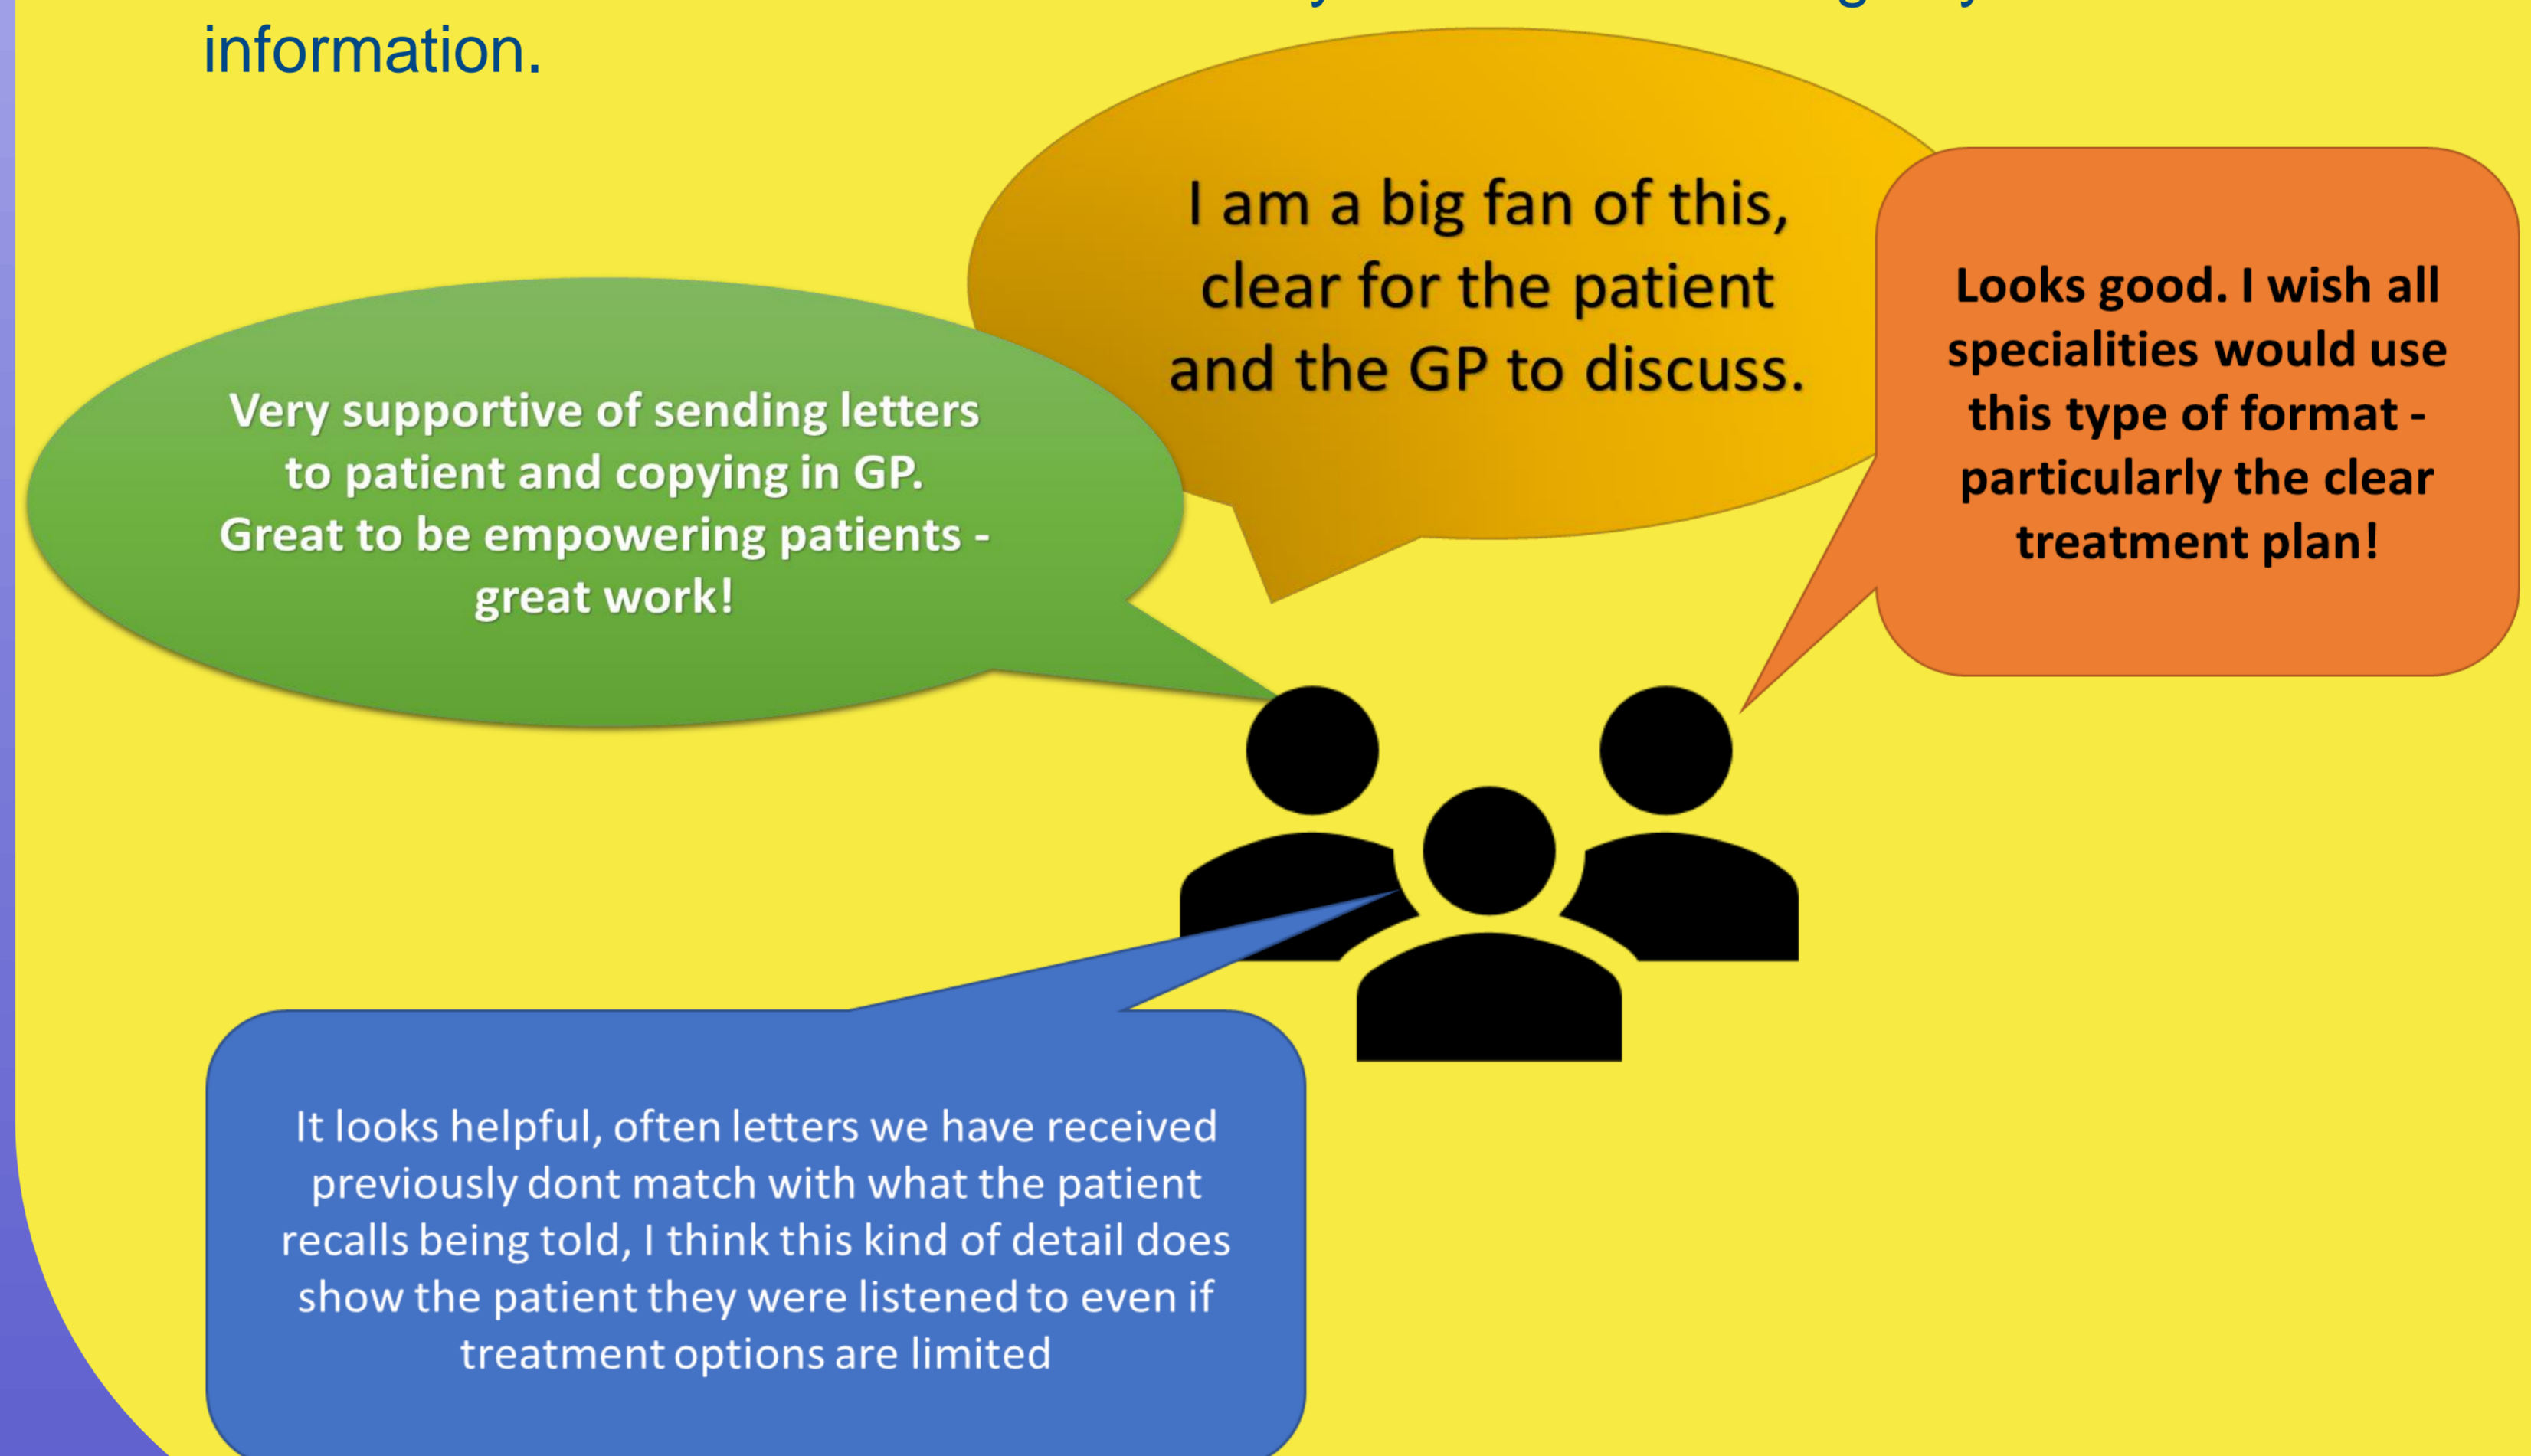 information.
I am a big fan of this,
clear for the patient
and the GP to discuss.
Looks good. I wish all
specialities would use
this type of format -
particularly the clear
treatment plan!
Very supportive of sending letters
to patient and copying in GP.
Great to be empowering patients -
great work!
It looks helpful, often letters we have received
previously dont match with what the patient
recalls being told, I think this kind of detail does
show the patient they were listened to even if
treatment options are limited